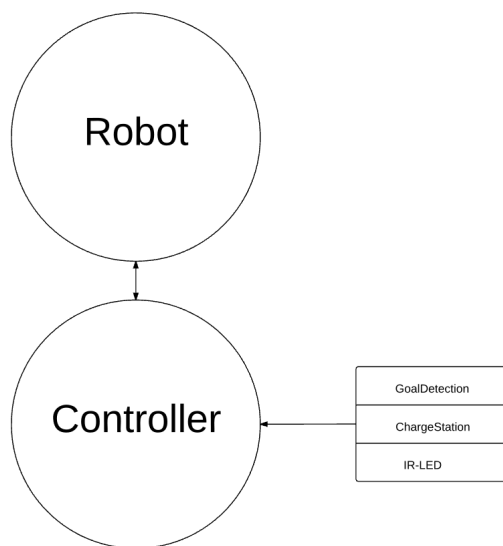 Robot
Controller
GoalDetection
ChargeStation
IR-LED